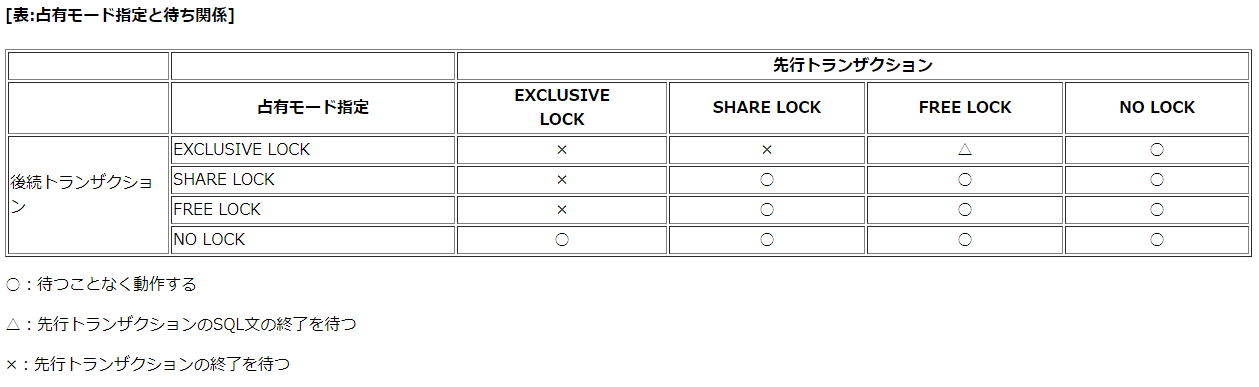 [表:占有モード指定と待ち関係]
先行トランザクション
占有モード指定 EXCLUSIVE LOCK SHARE LOCK FREE LOCK NO LOCK
後続トランザクション EXCLUSIVE LOCK × × △ ○
SHARE LOCK × ○ ○ ○
FREE LOCK × ○ ○ ○
NO LOCK ○ ○ ○ ○
○：待つことなく動作する
△：先行トランザクションのSQL文の終了を待つ
×：先行トランザクションの終了を待つ